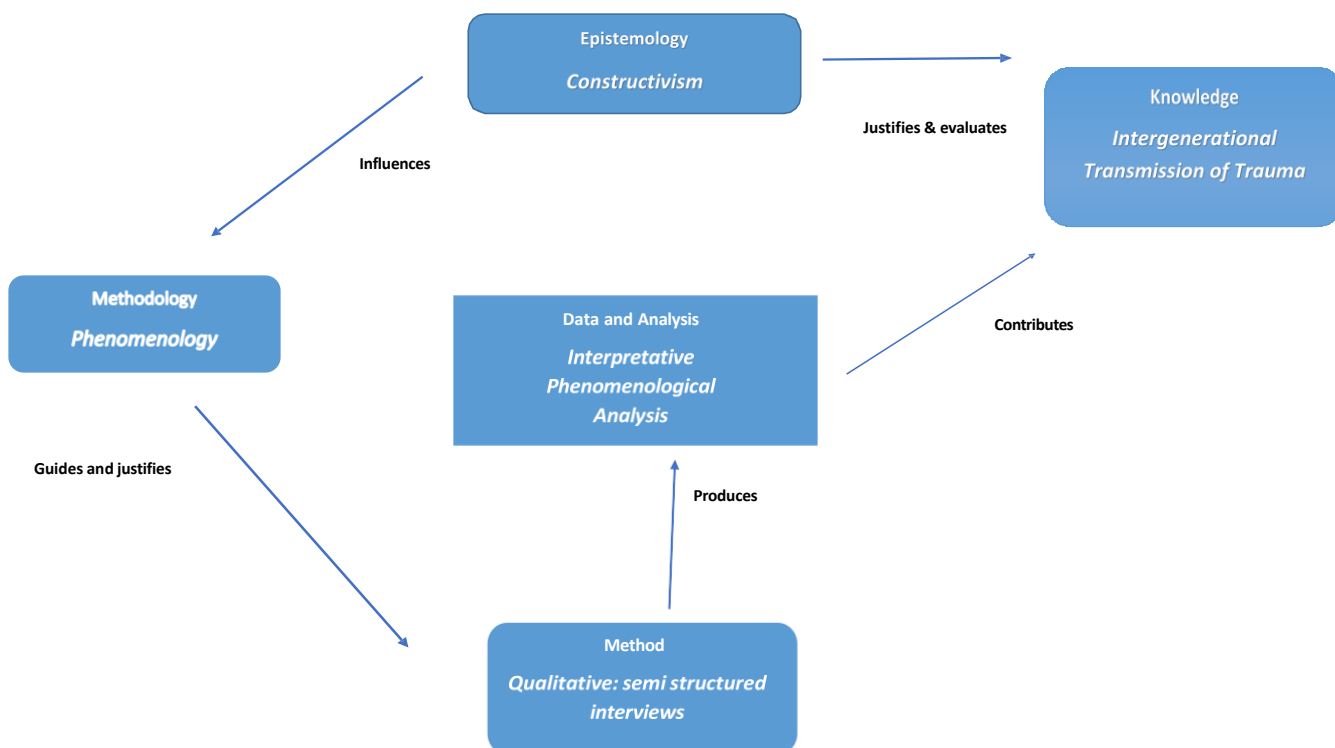 Epistemology
Constructivism
Justifies & evaluates
Knowledge
Intergenerational
Transmission of Trauma
Influences
Methodology
Phenomenology
Data and Analysis
Interpretative
Phenomenological
Analysis
Contributes
Guides and justifies
Produces
Method
Qualitative: semi structured
interviews